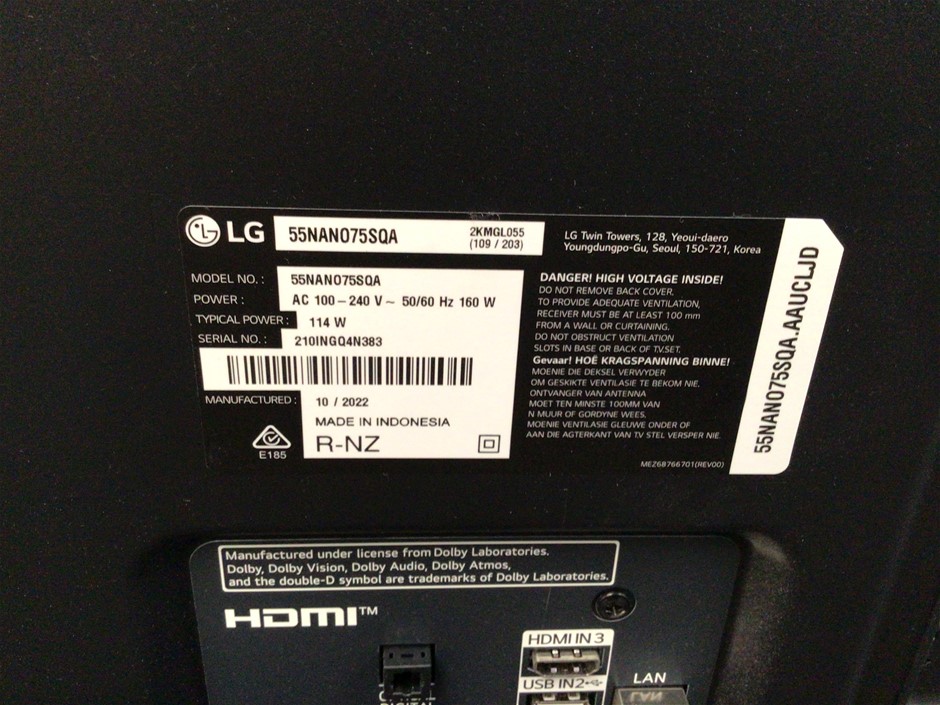 LG
55NANO75SQA
2KMGL055
(109 / 203)
LG Twin Towers, 128, Yeoui-daero
Youngdungpo-Gu, Seoul, 150-721, Korea
MODEL NO. : 55NANO75SQA
POWER : AC 100 – 240 V ~ 50/60 Hz 160 W
TYPICAL POWER : 114 W
SERIAL NO. : 210INGQ4N383
MANUFACTURED : 10 / 2022
MADE IN INDONESIA
R-NZ
E185
DANGER! HIGH VOLTAGE INSIDE!
DO NOT REMOVE BACK COVER.
TO PROVIDE ADEQUATE VENTILATION,
RECEIVER MUST BE AT LEAST 100 mm
FROM A WALL OR CURTAINING.
DO NOT OBSTRUCT VENTILATION
SLOTS IN BASE OR BACK OF TV.SET.
Gevaar! HOË KRAGSPANNING BINNE!
MOENIE DIE DEKSEL VERWYDER
OM GESKIKTE VENTILASIE TE BEKOM NIE.
ONTVANGER VAN ANTENNA
MOET TEN MINSTE 100MM VAN
N MUUR OF GORDYNE WEES.
MOENIE VENTILASIE GLEUWE ONDER OF
AAN DIE AGTERKANT VAN TV STEL VERSPER NIE.
MEZ68766701(REV00)
55NANO75SQA.AAUCLJD
Manufactured under license from Dolby Laboratories.
Dolby, Dolby Vision, Dolby Audio, Dolby Atmos,
and the double-D symbol are trademarks of Dolby Laboratories.
HDMI™
HDMI IN 3
USB IN2
LAN
OPTICAL
DIGITAL